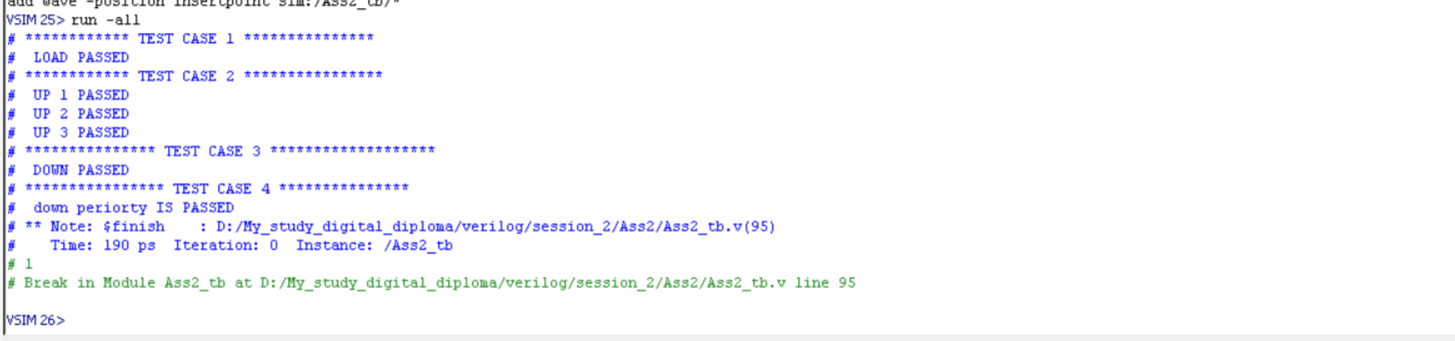 add wave -position insertpoint sim:/Ass2_tb/*
VSIM 25> run -all
# ************ TEST CASE 1 ***************
#  LOAD PASSED
# ************ TEST CASE 2 ****************
#  UP 1 PASSED
#  UP 2 PASSED
#  UP 3 PASSED
# *************** TEST CASE 3 *******************
#  DOWN PASSED
# **************** TEST CASE 4 ***************
#  down periorty IS PASSED
# ** Note: $finish    : D:/My_study_digital_diploma/verilog/session_2/Ass2/Ass2_tb.v(95)
#    Time: 190 ps  Iteration: 0  Instance: /Ass2_tb
# 1
# Break in Module Ass2_tb at D:/My_study_digital_diploma/verilog/session_2/Ass2/Ass2_tb.v line 95
VSIM 26>